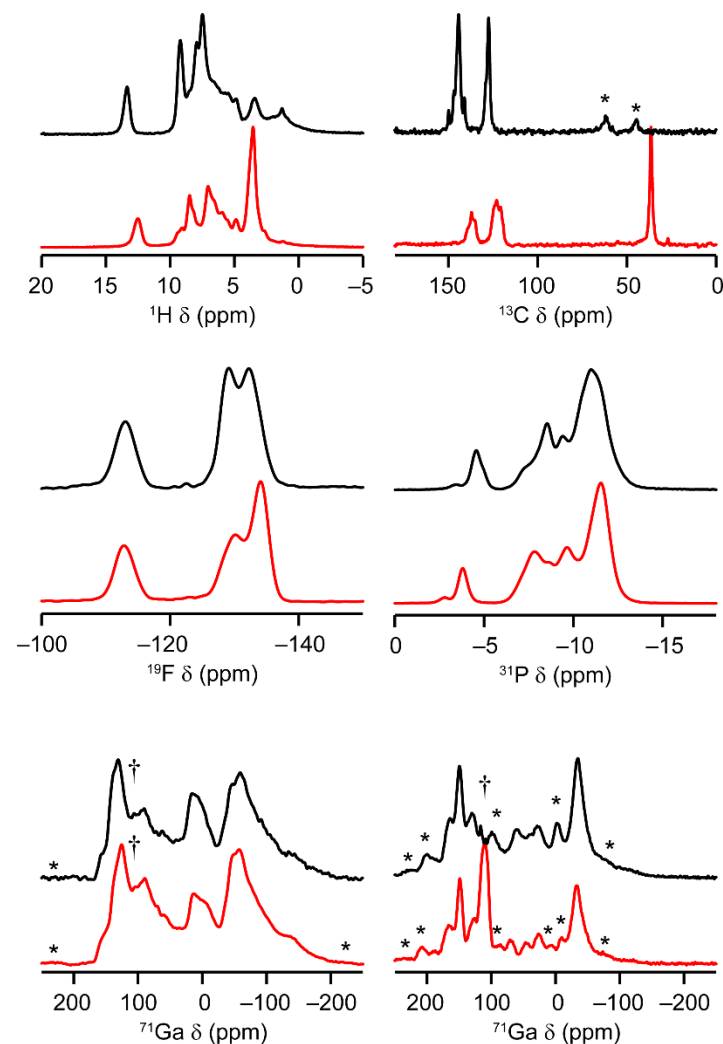 * *
20 15 10 5 0 –5 150 100 50 0
¹H δ (ppm) ¹³C δ (ppm)
–100 –120 –140 0 –5 –10 –15
¹⁹F δ (ppm) ³¹P δ (ppm)
† †
* *
*
*
†
* * * * * * *
* *
200 100 0 –100 –200 200 100 0 –100 –200
⁷¹Ga δ (ppm) ⁷¹Ga δ (ppm)